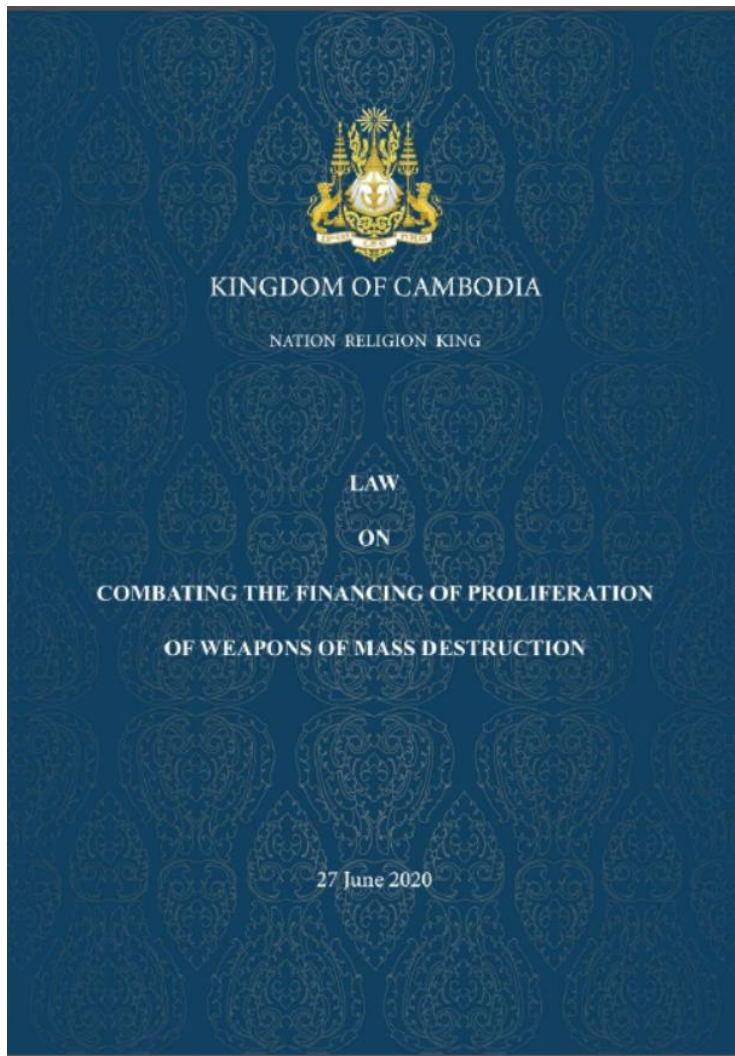 KINGDOM OF CAMBODIA
NATION RELIGION KING
LAW
ON
COMBATING THE FINANCING OF PROLIFERATION
OF WEAPONS OF MASS DESTRUCTION
27 June 2020